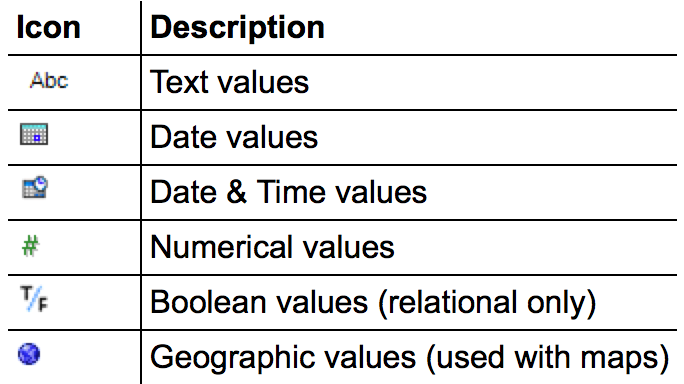 Icon Description
Abc Text values
Date values
Date & Time values
# Numerical values
T/F Boolean values (relational only)
Geographic values (used with maps)